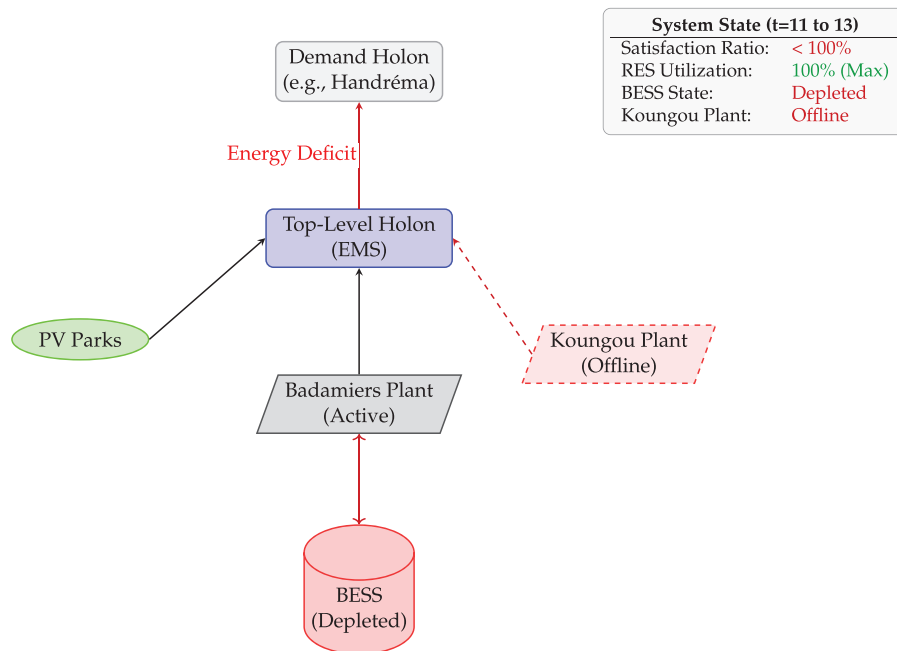 System State (t=11 to 13)
Satisfaction Ratio: < 100%
RES Utilization: 100% (Max)
BESS State: Depleted
Koungou Plant: Offline
Demand Holon
(e.g., Handréma)
Energy Deficit
Top-Level Holon
(EMS)
PV Parks
Koungou Plant
(Offline)
Badamiers Plant
(Active)
BESS
(Depleted)